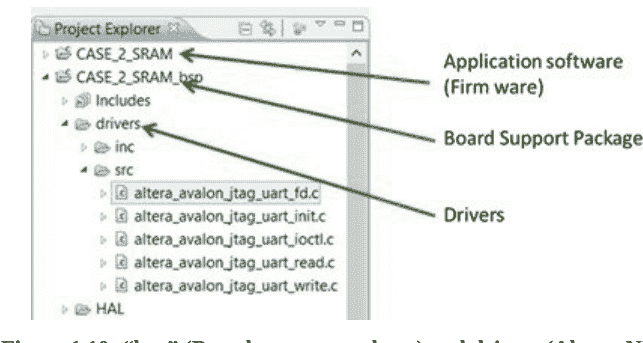 Project Explorer
CASE_2_SRAM
CASE_2_SRAM_bsp
Includes
drivers
inc
src
altera_avalon_jtag_uart_fd.c
altera_avalon_jtag_uart_init.c
altera_avalon_jtag_uart_ioctl.c
altera_avalon_jtag_uart_read.c
altera_avalon_jtag_uart_write.c
HAL
Application software
(Firm ware)
Board Support Package
Drivers